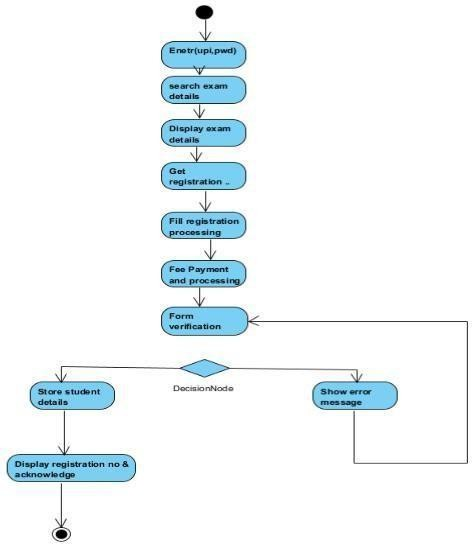 Enetr(upi,pwd)
search exam
details
Display exam
details
Get
registration ..
Fill registration
processing
Fee Payment
and processing
Form
verification
DecisionNode
Store student
details
Show error
message
Display registration no &
acknowledge